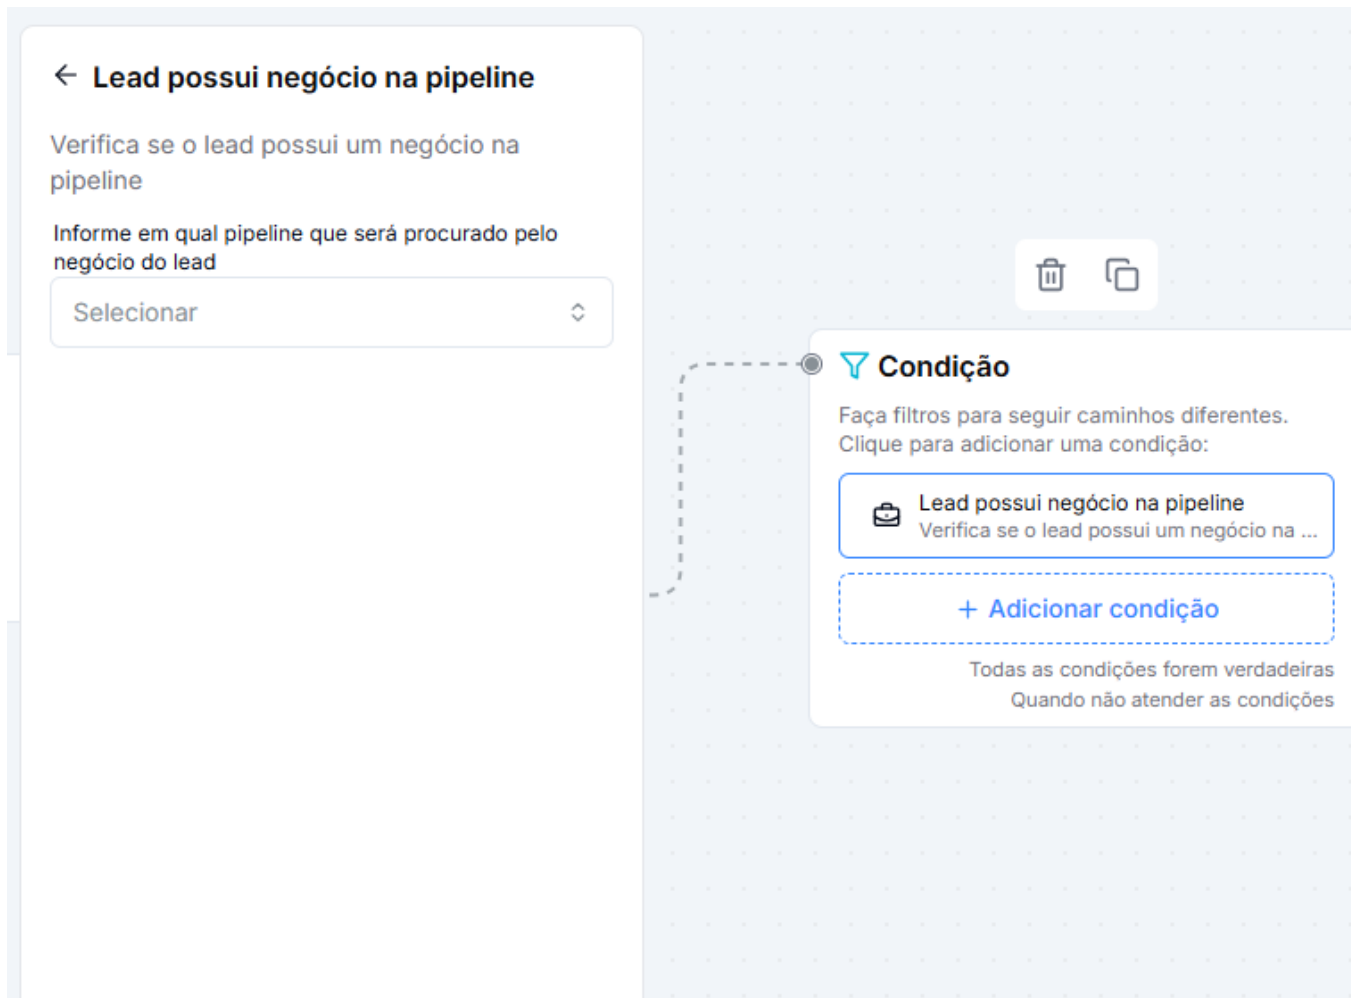 Lead possui negócio na pipeline
Verifica se o lead possui um negócio na
pipeline
Informe em qual pipeline que será procurado pelo
negócio do lead
Selecionar
Condição
Faça filtros para seguir caminhos diferentes.
Clique para adicionar uma condição:
Lead possui negócio na pipeline
Verifica se o lead possui um negócio na ...
+ Adicionar condição
Todas as condições forem verdadeiras
Quando não atender as condições